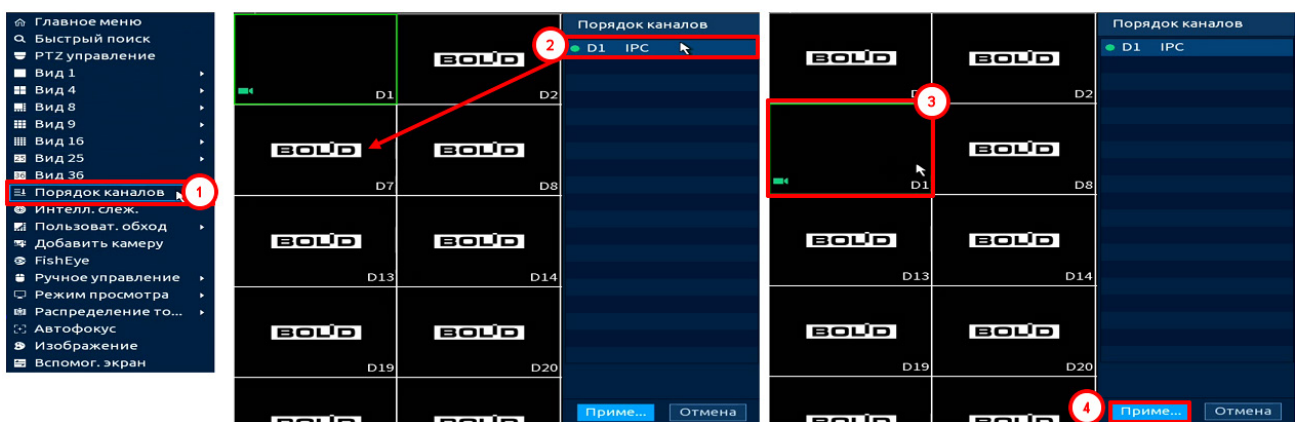 Главное меню
Быстрый поиск
PTZ управление
Вид 1
Вид 4
Вид 8
Вид 9
Вид 16
Вид 25
Вид 36
Порядок каналов
1
Интелл. слеж.
Пользоват. обход
Добавить камеру
FishEye
Ручное управление
Режим просмотра
Распределение то...
Автофокус
Изображение
Вспомог. экран
D1
BOLID
D2
BOLID
D7
BOLID
D8
BOLID
D13
BOLID
D14
BOLID
D19
BOLID
D20
BOLID
BOLID
Порядок каналов
2
D1 IPC
Приме...
Отмена
BOLID
BOLID
D2
3
D1
BOLID
D8
BOLID
D13
BOLID
D14
BOLID
D19
BOLID
D20
BOLID
BOLID
Порядок каналов
D1 IPC
4
Приме...
Отмена